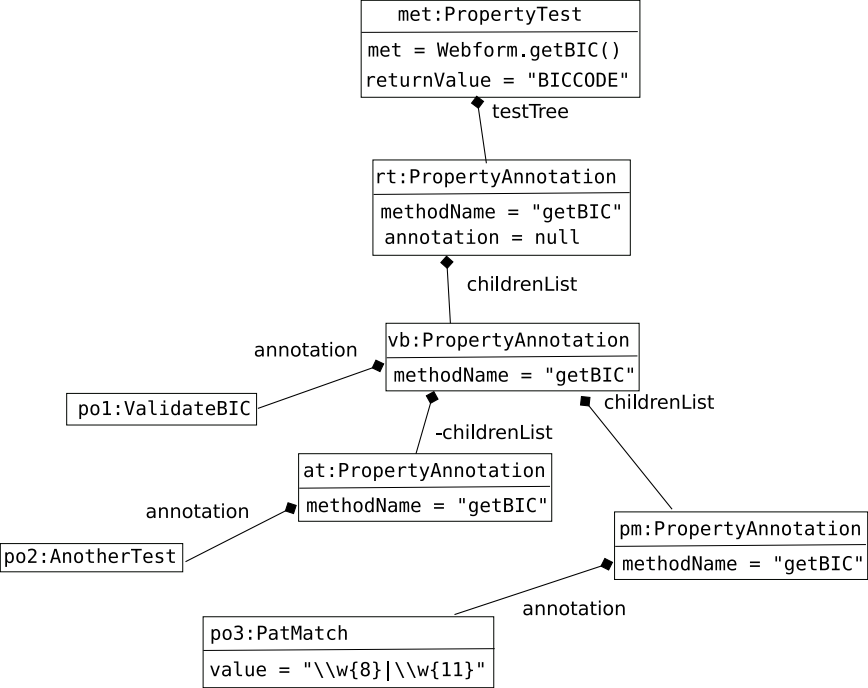 met:PropertyTest
met = Webform.getBIC()
returnValue = "BICCODE"
testTree
rt:PropertyAnnotation
methodName = "getBIC"
annotation = null
childrenList
vb:PropertyAnnotation
annotation
methodName = "getBIC"
po1:ValidateBIC
childrenList
-childrenList
at:PropertyAnnotation
methodName = "getBIC"
annotation
pm:PropertyAnnotation
po2:AnotherTest
methodName = "getBIC"
annotation
po3:PatMatch
value = "\\w{8}|\\w{11}"